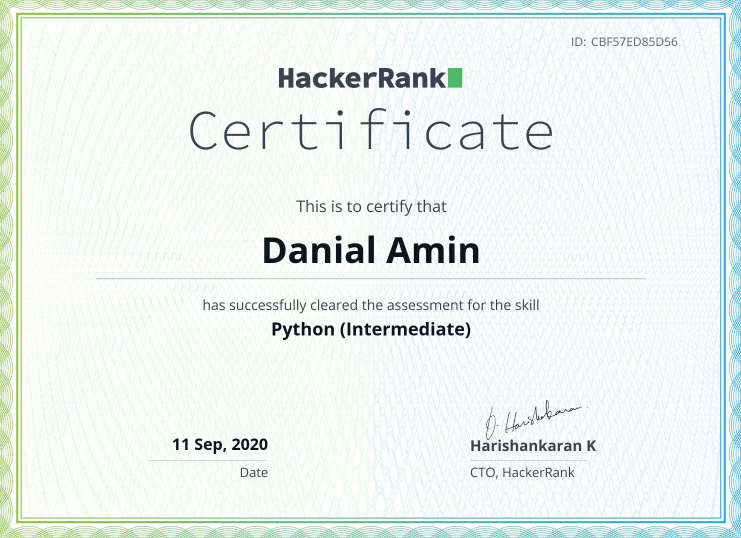 ID: CBF57ED85D56
HackerRank
Certificate
This is to certify that
Danial Amin
has successfully cleared the assessment for the skill
Python (Intermediate)
11 Sep, 2020
Date
D. Harishankaran.
Harishankaran K
CTO, HackerRank